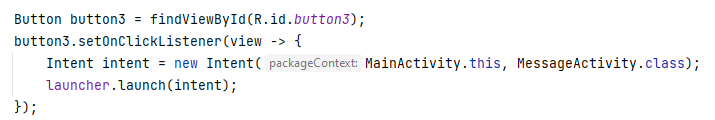 Button button3 = findViewById(R.id.button3);
button3.setOnClickListener(view -> {
    Intent intent = new Intent( packageContext: MainActivity.this, MessageActivity.class);
    launcher.launch(intent);
});